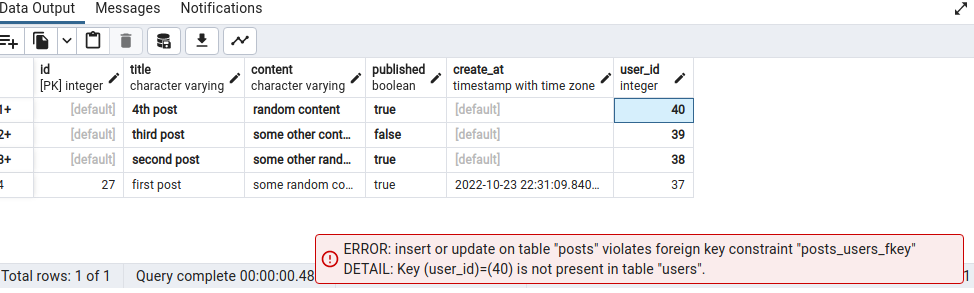 Data Output Messages Notifications
id title content published create_at user_id
[PK] integer character varying character varying boolean timestamp with time zone integer
1+ [default] 4th post random content true [default] 40
2+ [default] third post some other cont... false [default] 39
3+ [default] second post some other rand... true [default] 38
4 27 first post some random co... true 2022-10-23 22:31:09.840... 37
ERROR: insert or update on table "posts" violates foreign key constraint "posts_users_fkey"
DETAIL: Key (user_id)=(40) is not present in table "users".
Total rows: 1 of 1 Query complete 00:00:00.48 1